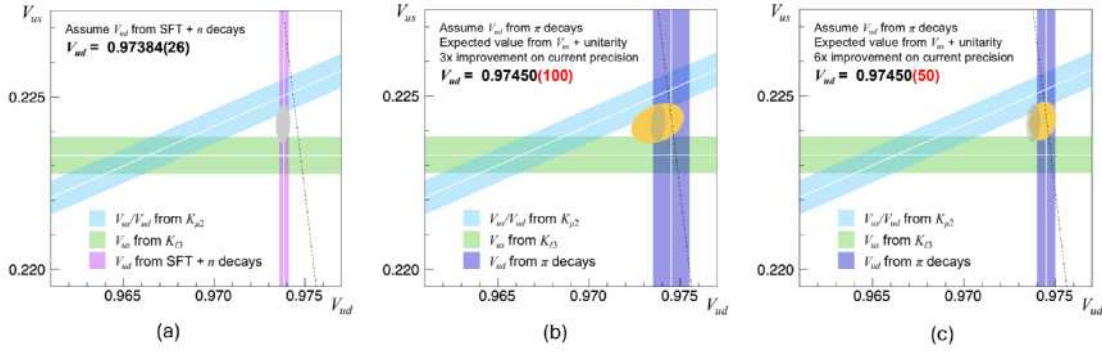 V_us
Assume V_ud from SFT + n decays
V_ud = 0.97384(26)
0.225
V_us/V_ud from K_μ2
V_us from K_ℓ3
V_ud from SFT + n decays
0.220
0.965 0.970 0.975
V_ud
(a)
V_us
Assume V_ud from π decays
Expected value from V_us + unitarity
3x improvement on current precision
V_ud = 0.97450(100)
0.225
V_us/V_ud from K_μ2
V_us from K_ℓ3
V_ud from π decays
0.220
0.965 0.970 0.975
V_ud
(b)
V_us
Assume V_ud from π decays
Expected value from V_us + unitarity
6x improvement on current precision
V_ud = 0.97450(50)
0.225
V_us/V_ud from K_μ2
V_us from K_ℓ3
V_ud from π decays
0.220
0.965 0.970 0.975
V_ud
(c)